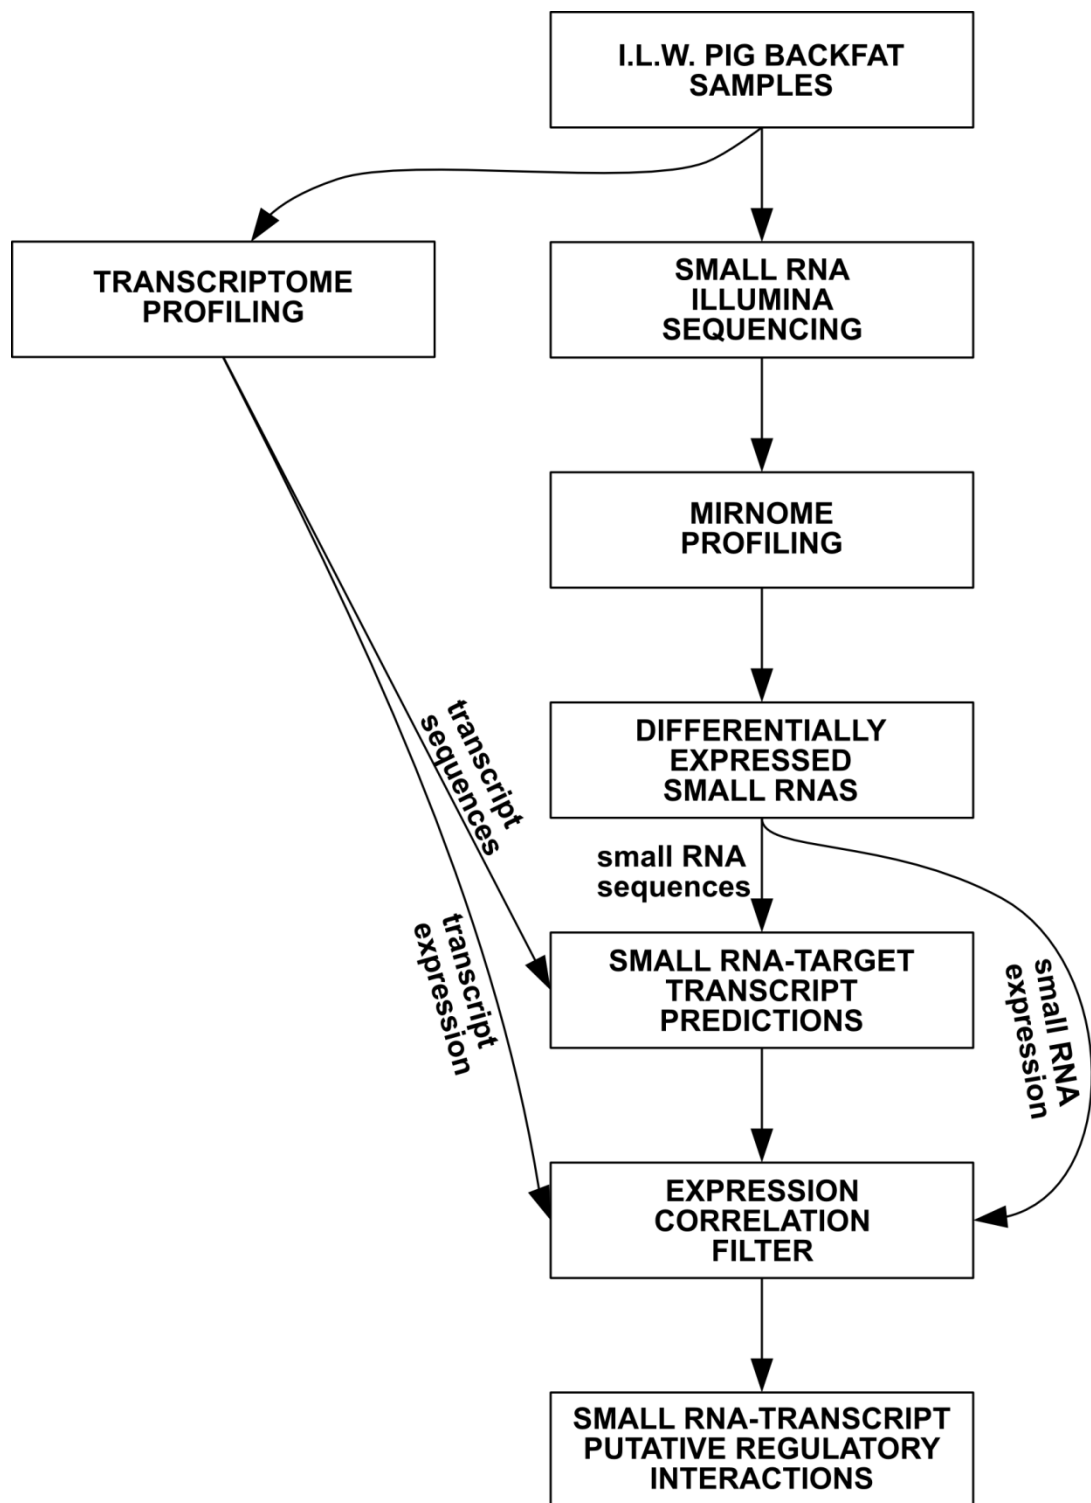 I.L.W. PIG BACKFAT
SAMPLES
TRANSCRIPTOME
PROFILING
SMALL RNA
ILLUMINA
SEQUENCING
MIRNOME
PROFILING
DIFFERENTIALLY
EXPRESSED
SMALL RNAS
transcript
sequences
small RNA
sequences
transcript
expression
SMALL RNA-TARGET
TRANSCRIPT
PREDICTIONS
small RNA
expression
EXPRESSION
CORRELATION
FILTER
SMALL RNA-TRANSCRIPT
PUTATIVE REGULATORY
INTERACTIONS